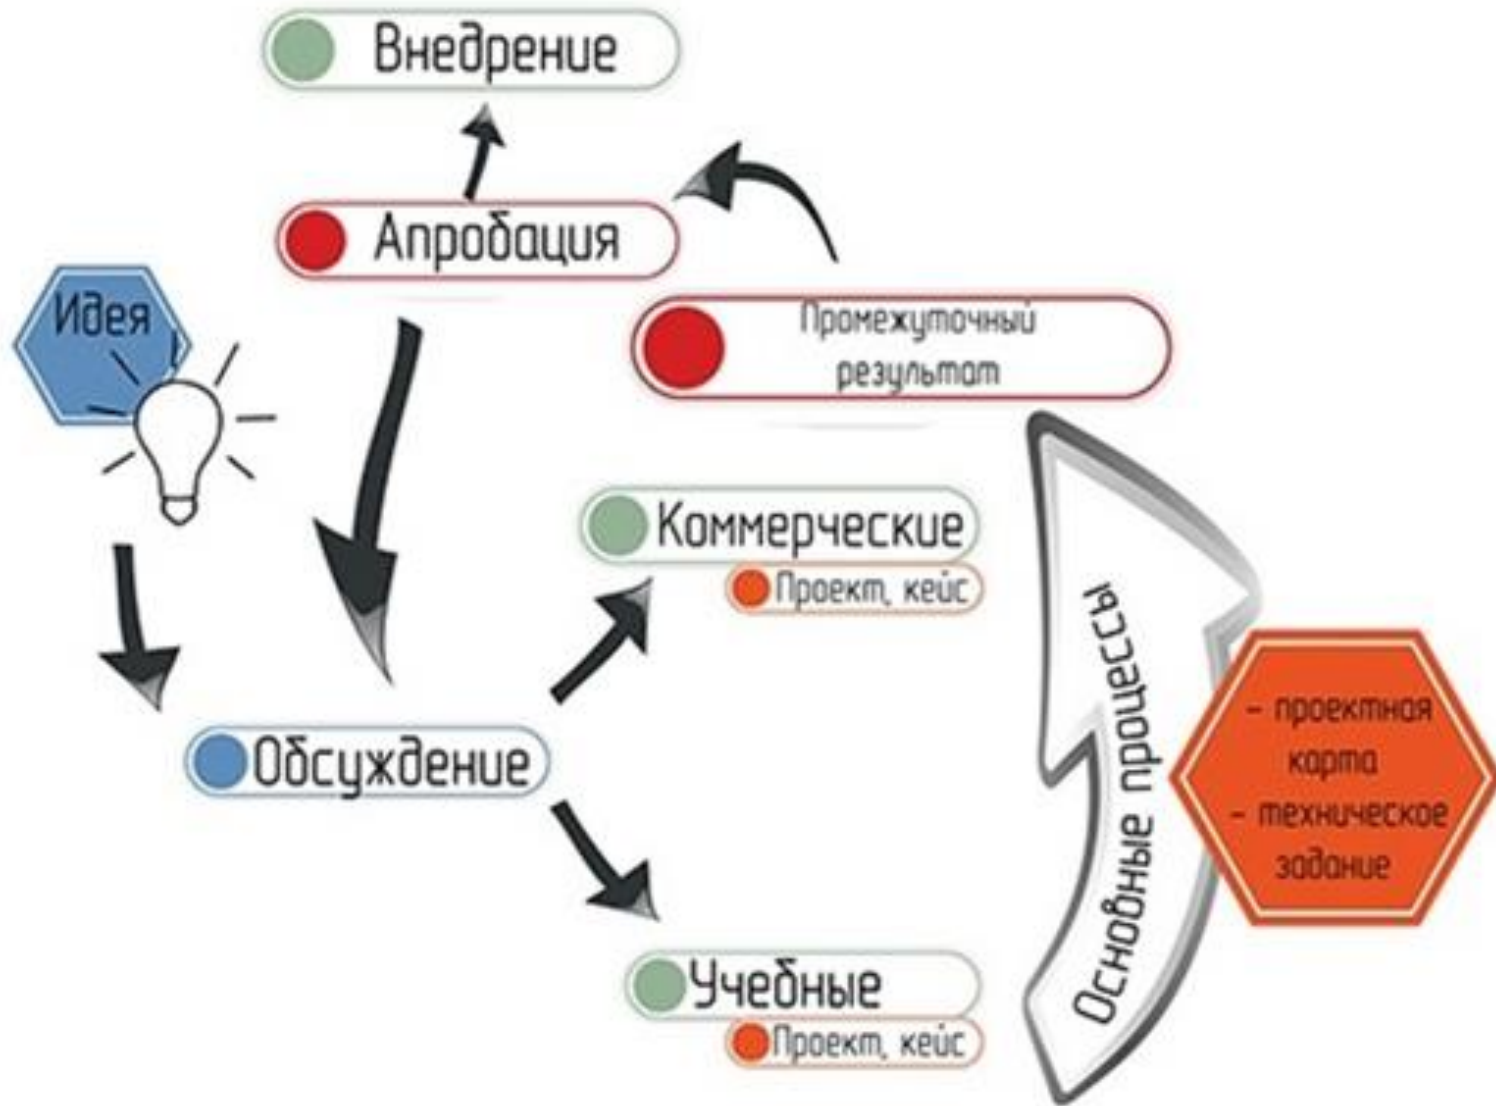 Внедрение
Апробация
Идея
Промежуточный
результат
Коммерческие
Проект, кейс
Обсуждение
Основные процессы
- проектная
карта
- техническое
задание
Учебные
Проект, кейс